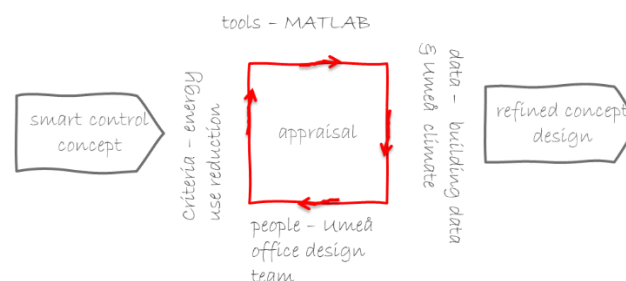 tools - MATLAB
smart control
concept
Criteria - energy
use reduction
appraisal
data - building data
& Umeå climate
refined concept
design
people - Umeå
office design
team